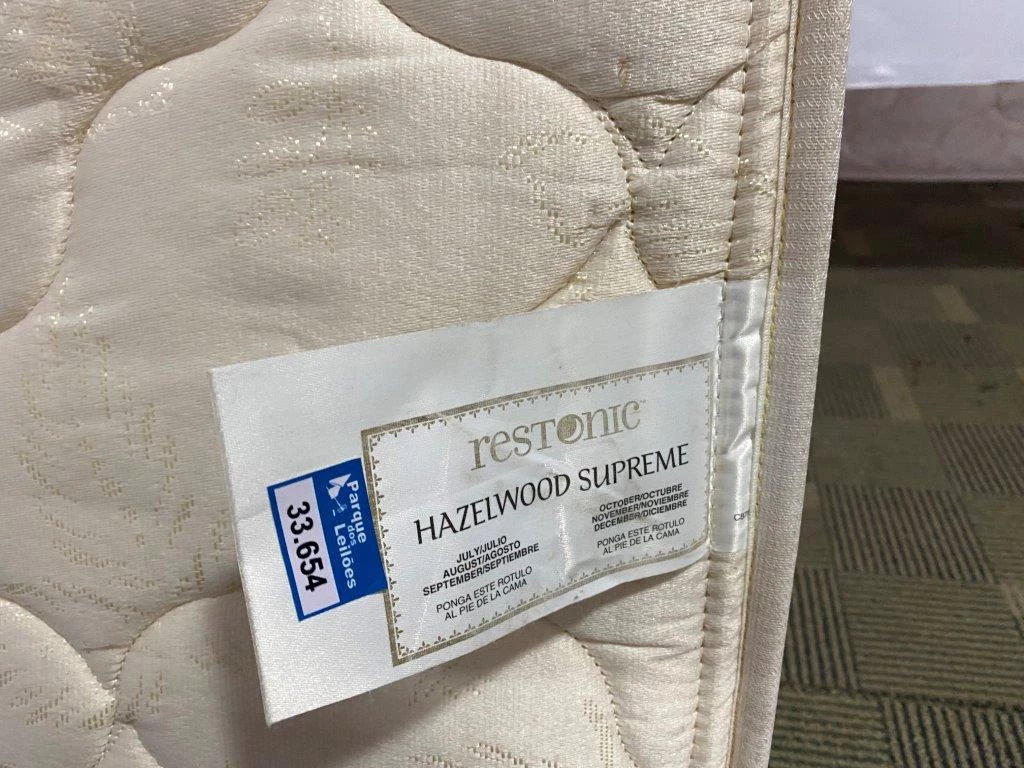 resTonic™
HAZELWOOD SUPREME
JULY/JULIO
AUGUST/AGOSTO
SEPTEMBER/SEPTIEMBRE
PONGA ESTE ROTULO
AL PIE DE LA CAMA
OCTOBER/OCTUBRE
NOVEMBER/NOVIEMBRE
DECEMBER/DICIEMBRE
PONGA ESTE ROTULO
AL PIE DE LA CAMA
Parque
dos
Leilões
33.654